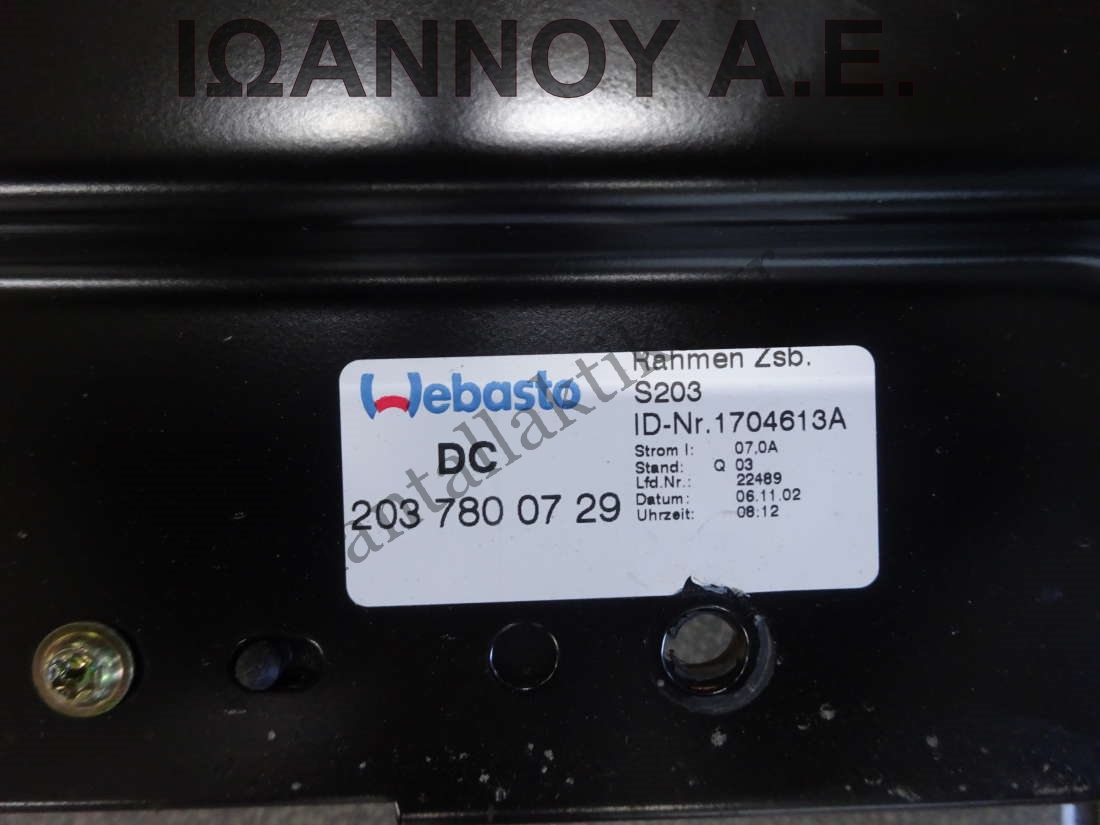 ΙΩΑΝΝΟΥ Α.Ε.
Webasto
DC
203 780 07 29
Rahmen Zsb.
S203
ID-Nr.1704613A
Strom I: 07,0A
Stand: Q 03
Lfd.Nr.: 22489
Datum: 06.11.02
Uhrzeit: 08:12